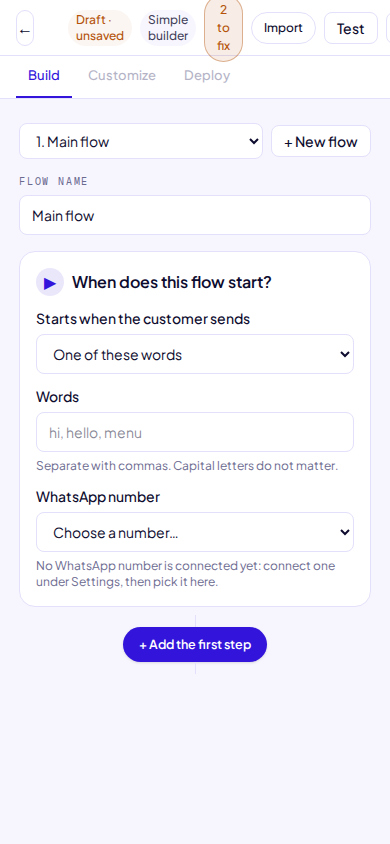 ←
Draft ·
unsaved
Simple
builder
2
to
fix
Import
Test
Build
Customize
Deploy
1. Main flow
+ New flow
FLOW NAME
Main flow
When does this flow start?
Starts when the customer sends
One of these words
Words
hi, hello, menu
Separate with commas. Capital letters do not matter.
WhatsApp number
Choose a number...
No WhatsApp number is connected yet: connect one
under Settings, then pick it here.
+ Add the first step